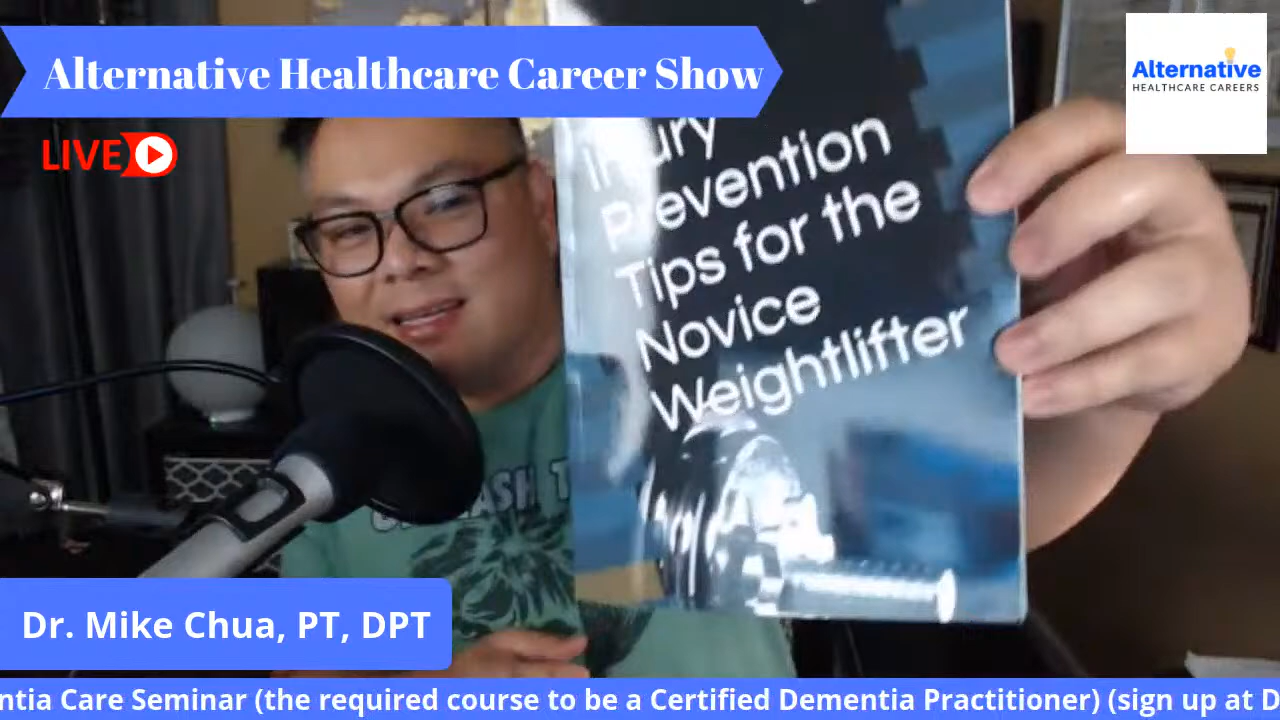 Alternative Healthcare Career Show
Alternative
HEALTHCARE CAREERS
LIVE
Injury
Prevention
Tips for the
Novice
Weightlifter
Dr. Mike Chua, PT, DPT
ntia Care Seminar (the required course to be a Certified Dementia Practitioner) (sign up at D